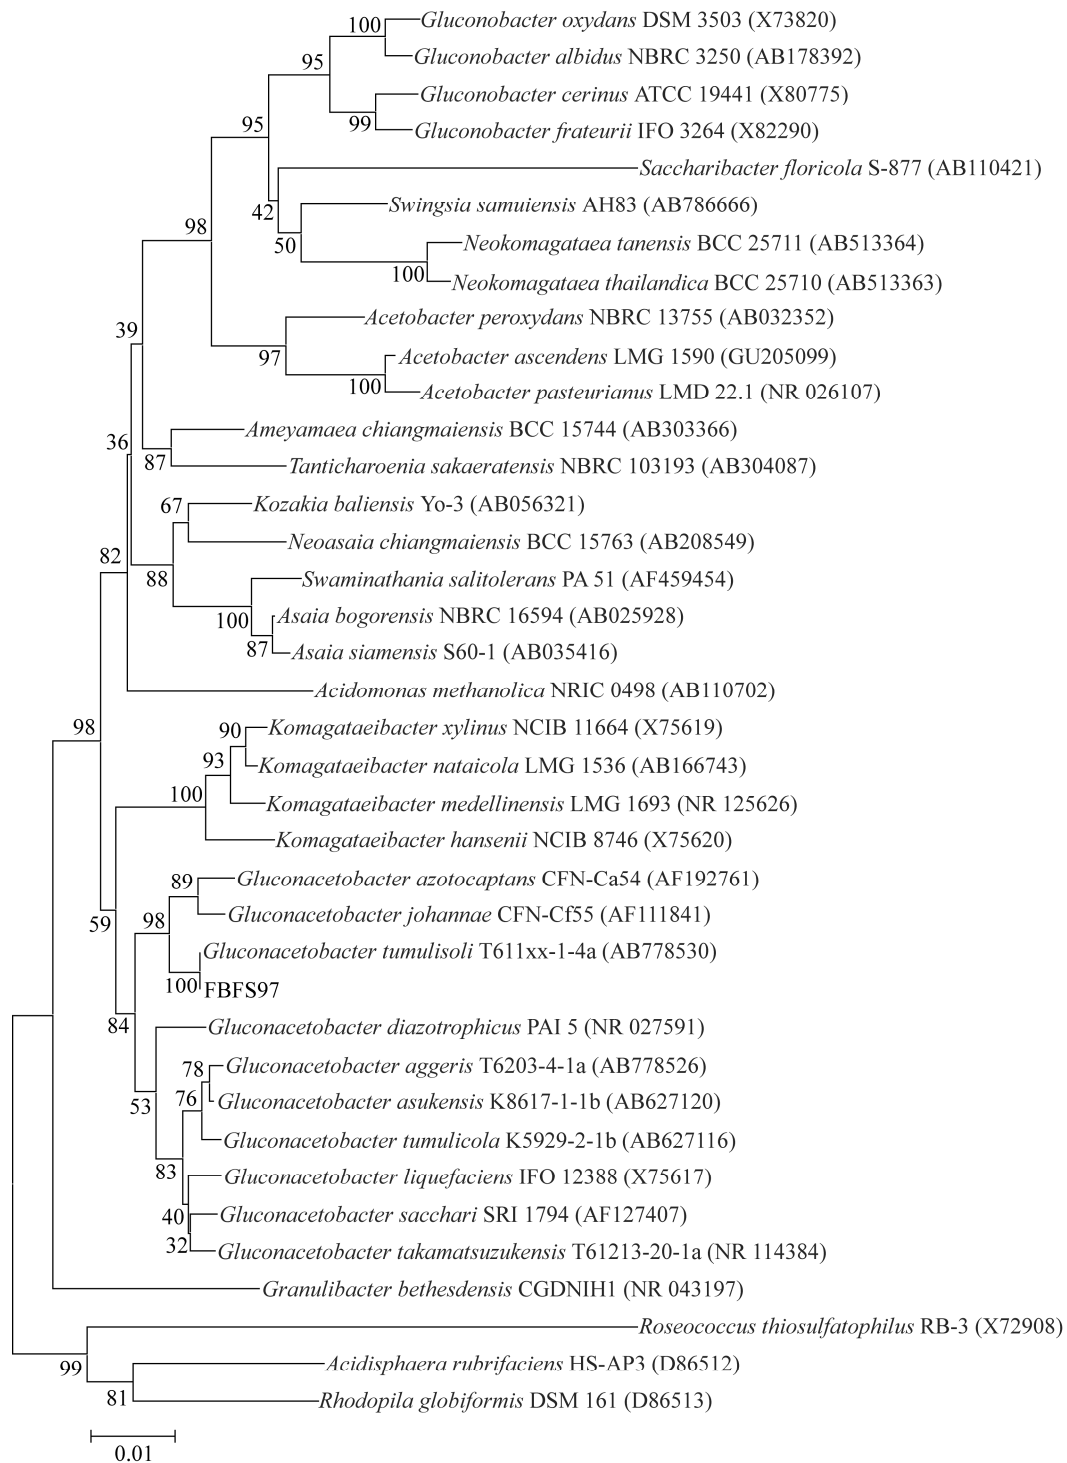 100 Gluconobacter oxydans DSM 3503 (X73820)
Gluconobacter albidus NBRC 3250 (AB178392)
95
Gluconobacter cerinus ATCC 19441 (X80775)
99 Gluconobacter frateurii IFO 3264 (X82290)
95
Saccharibacter floricola S-877 (AB110421)
42 Swingsia samuiensis AH83 (AB786666)
98
50 Neokomagataea tanensis BCC 25711 (AB513364)
100 Neokomagataea thailandica BCC 25710 (AB513363)
Acetobacter peroxydans NBRC 13755 (AB032352)
39
97 Acetobacter ascendens LMG 1590 (GU205099)
100 Acetobacter pasteurianus LMD 22.1 (NR 026107)
Ameyamaea chiangmaiensis BCC 15744 (AB303366)
36
87 Tanticharoenia sakaeratensis NBRC 103193 (AB304087)
67 Kozakia baliensis Yo-3 (AB056321)
Neoasaia chiangmaiensis BCC 15763 (AB208549)
82
88 Swaminathania salitolerans PA 51 (AF459454)
100 Asaia bogorensis NBRC 16594 (AB025928)
87 Asaia siamensis S60-1 (AB035416)
Acidomonas methanolica NRIC 0498 (AB110702)
98
90 Komagataeibacter xylinus NCIB 11664 (X75619)
93 Komagataeibacter nataicola LMG 1536 (AB166743)
100 Komagataeibacter medellinensis LMG 1693 (NR 125626)
Komagataeibacter hansenii NCIB 8746 (X75620)
89 Gluconacetobacter azotocaptans CFN-Ca54 (AF192761)
59 98 Gluconacetobacter johannae CFN-Cf55 (AF111841)
Gluconacetobacter tumulisoli T611xx-1-4a (AB778530)
100 FBFS97
84 Gluconacetobacter diazotrophicus PAI 5 (NR 027591)
78 Gluconacetobacter aggeris T6203-4-1a (AB778526)
53 76 Gluconacetobacter asukensis K8617-1-1b (AB627120)
Gluconacetobacter tumulicola K5929-2-1b (AB627116)
83 Gluconacetobacter liquefaciens IFO 12388 (X75617)
40 Gluconacetobacter sacchari SRI 1794 (AF127407)
32 Gluconacetobacter takamatsuzukensis T61213-20-1a (NR 114384)
Granulibacter bethesdensis CGDNIH1 (NR 043197)
Roseococcus thiosulfatophilus RB-3 (X72908)
99 Acidisphaera rubrifaciens HS-AP3 (D86512)
81 Rhodopila globiformis DSM 161 (D86513)
0.01